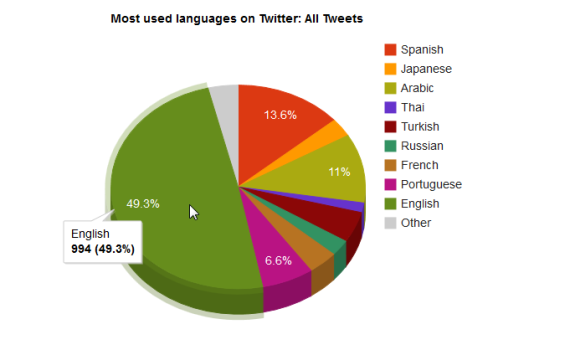 Most used languages on Twitter: All Tweets
Spanish
Japanese
Arabic
Thai
Turkish
Russian
French
Portuguese
English
Other
13.6%
11%
49.3%
6.6%
English
994 (49.3%)